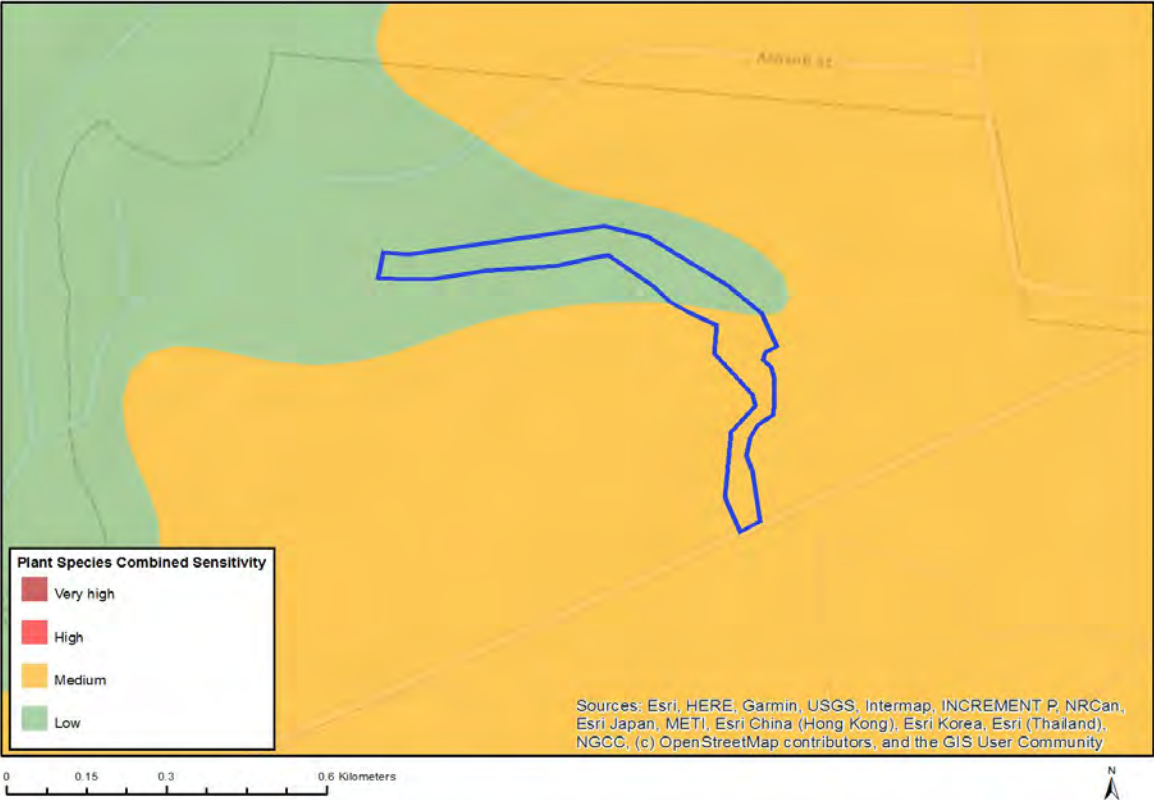 Plant Species Combined Sensitivity
Very high
High
Medium
Low
Sources: Esri, HERE, Garmin, USGS, Intermap, INCREMENT P, NRCan,
Esri Japan, METI, Esri China (Hong Kong), Esri Korea, Esri (Thailand),
NGCC, (c) OpenStreetMap contributors, and the GIS User Community
0 0.15 0.3 0.6 Kilometers
N